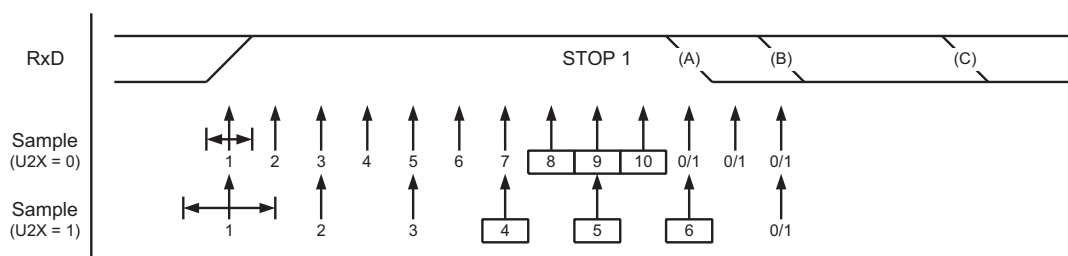 RxD STOP 1 (A) (B) (C)
Sample
(U2X = 0)
1 2 3 4 5 6 7 8 9 10 0/1 0/1 0/1
Sample
(U2X = 1)
1 2 3 4 5 6 0/1